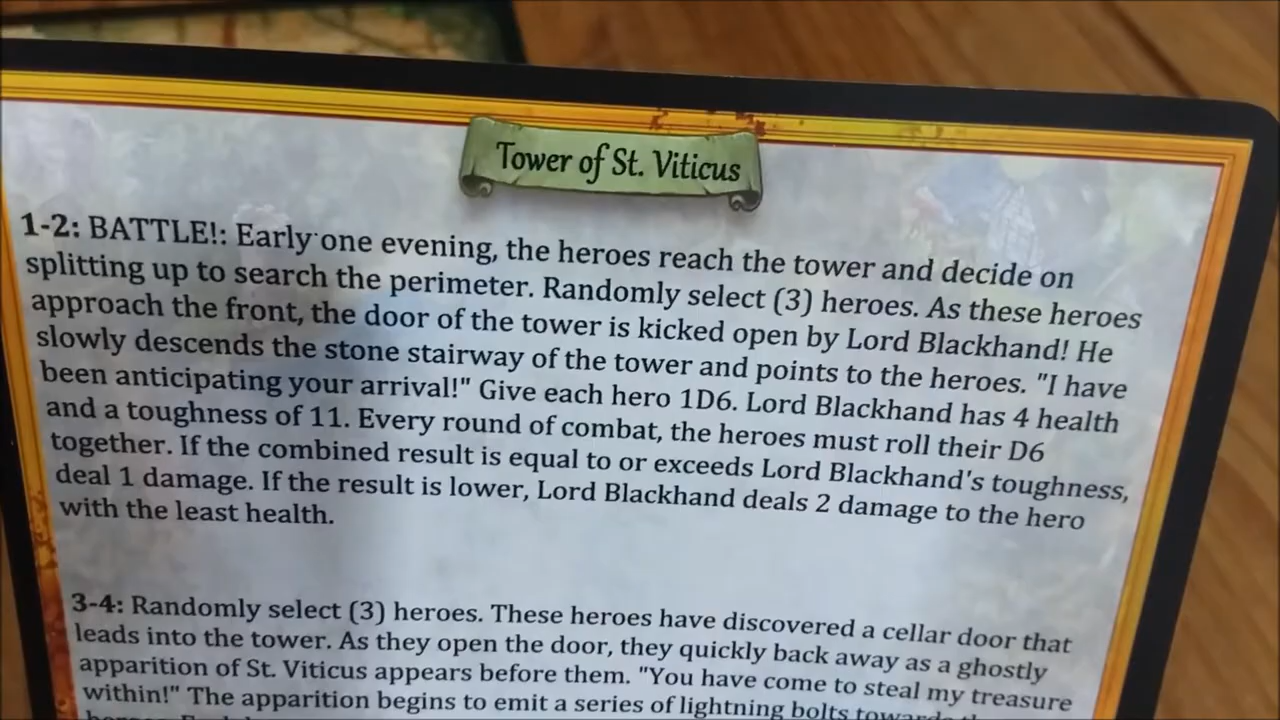 Tower of St. Viticus
1-2: BATTLE!: Early one evening, the heroes reach the tower and decide on
splitting up to search the perimeter. Randomly select (3) heroes. As these heroes
approach the front, the door of the tower is kicked open by Lord Blackhand! He
slowly descends the stone stairway of the tower and points to the heroes. "I have
been anticipating your arrival!" Give each hero 1D6. Lord Blackhand has 4 health
and a toughness of 11. Every round of combat, the heroes must roll their D6
together. If the combined result is equal to or exceeds Lord Blackhand's toughness,
deal 1 damage. If the result is lower, Lord Blackhand deals 2 damage to the hero
with the least health.
3-4: Randomly select (3) heroes. These heroes have discovered a cellar door that
leads into the tower. As they open the door, they quickly back away as a ghostly
apparition of St. Viticus appears before them. "You have come to steal my treasure
within!" The apparition begins to emit a series of lightning bolts towards